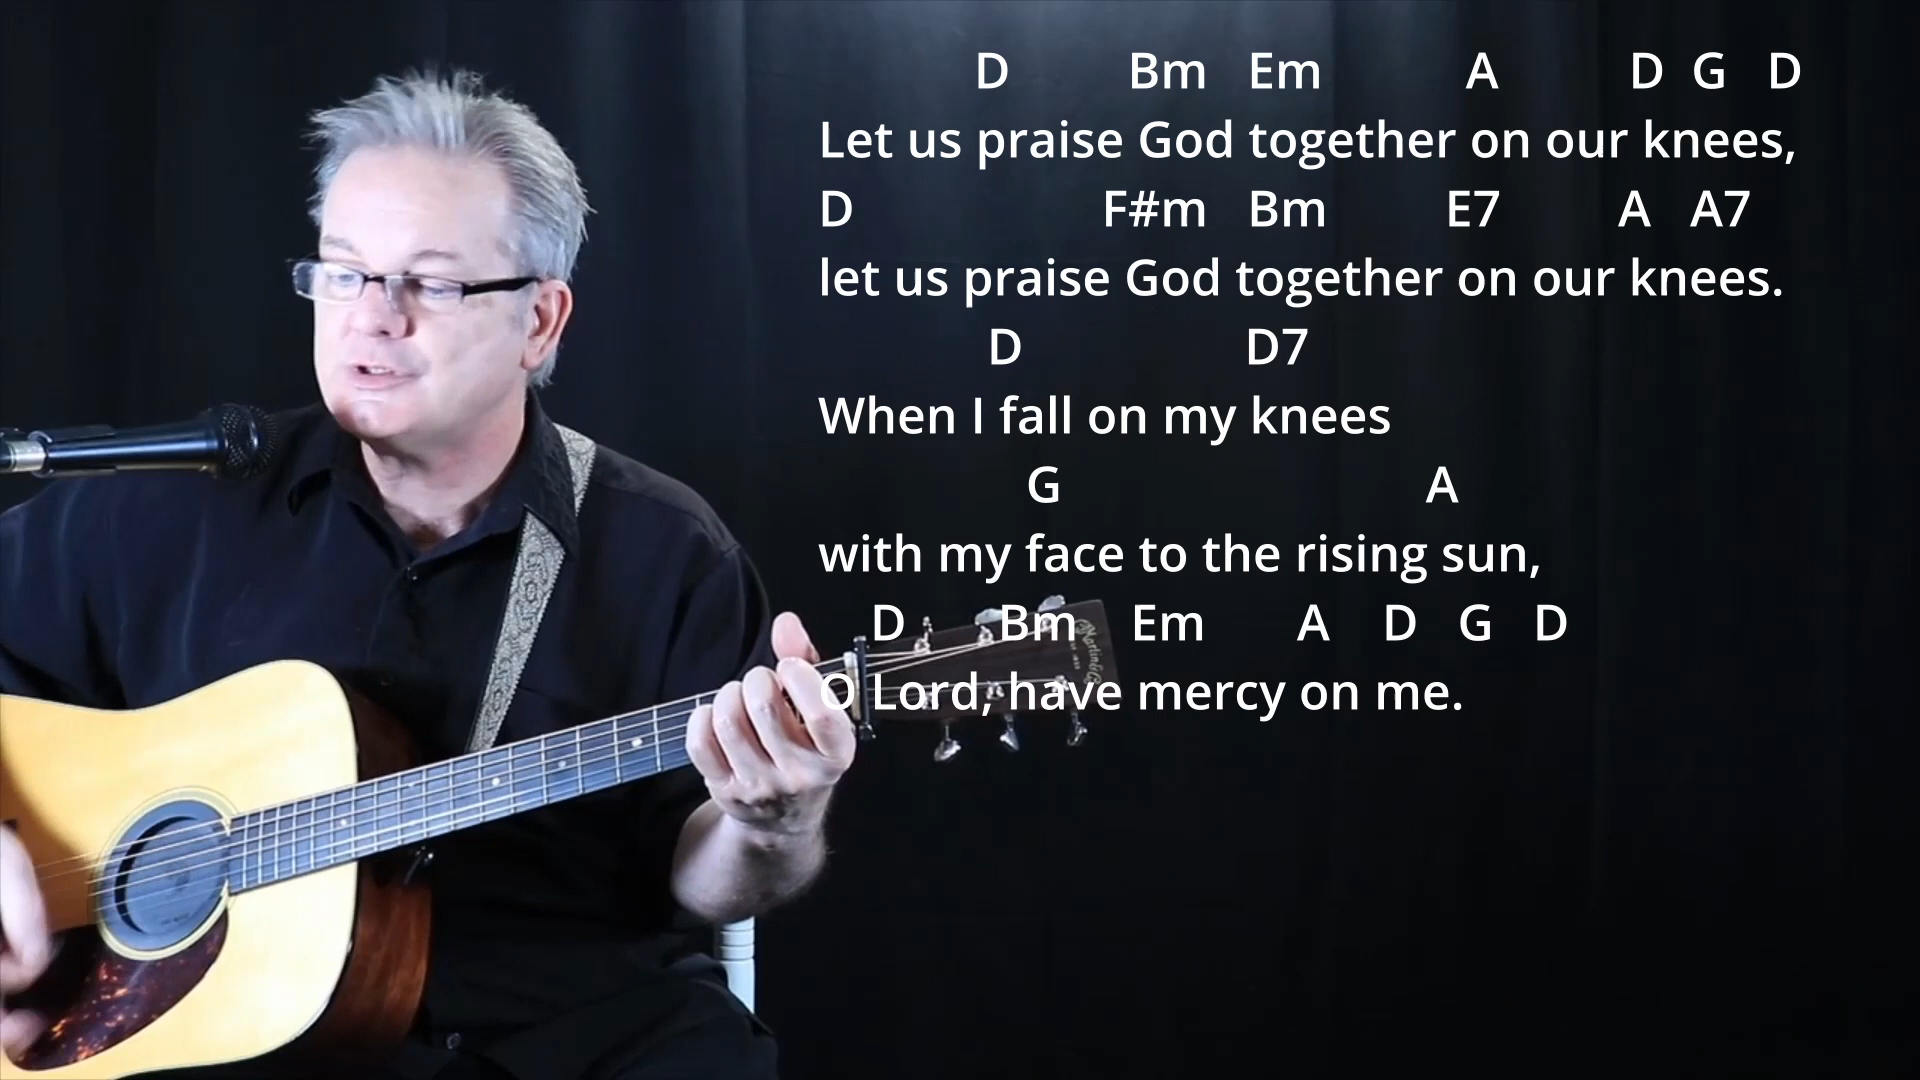 D Bm Em A D G D
Let us praise God together on our knees,
D F#m Bm E7 A A7
let us praise God together on our knees.
D D7
When I fall on my knees
G A
with my face to the rising sun,
D Bm Em A D G D
O Lord, have mercy on me.
Martin & Co